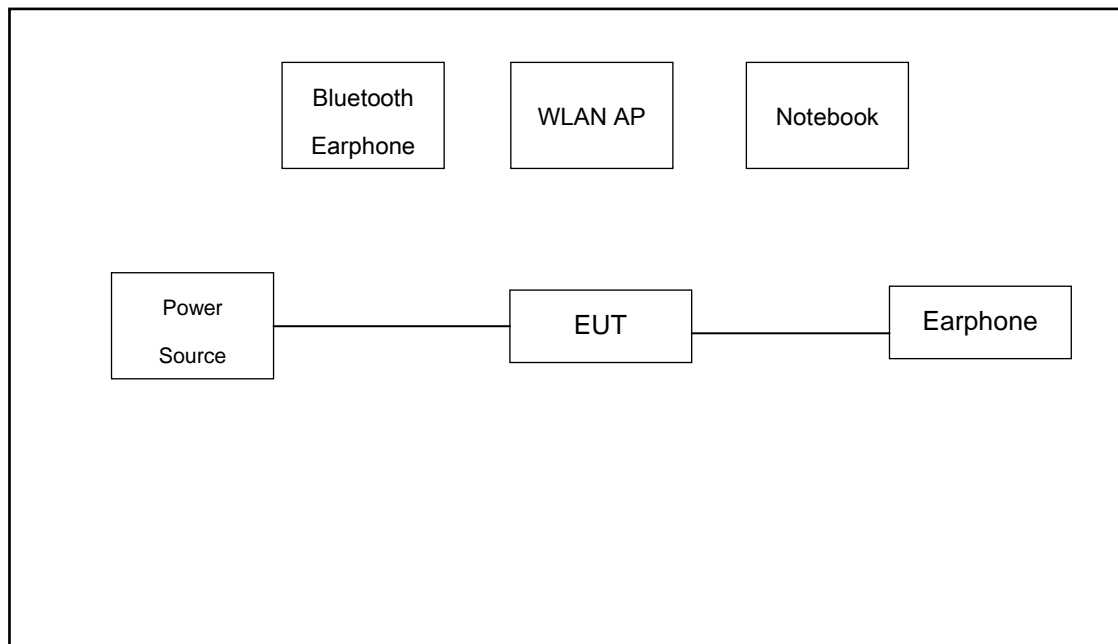 Bluetooth
Earphone
WLAN AP
Notebook
Power
Source
EUT
Earphone